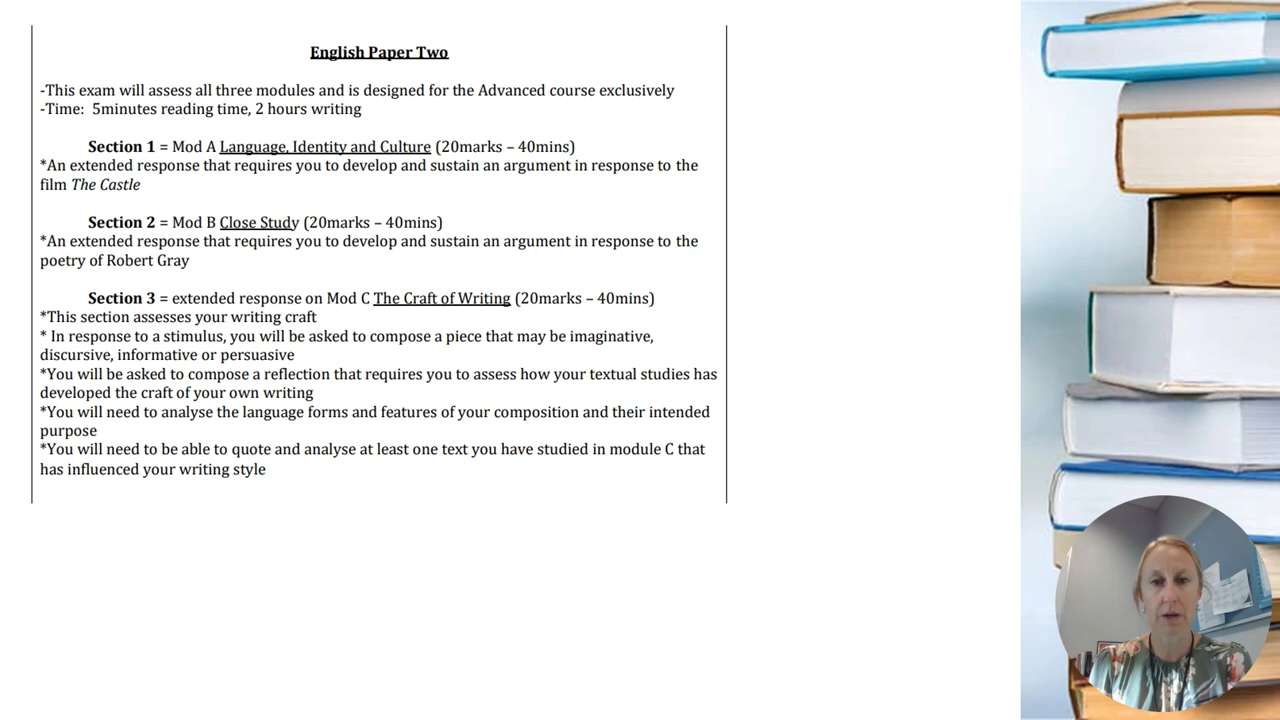 English Paper Two
-This exam will assess all three modules and is designed for the Advanced course exclusively
-Time:  5minutes reading time, 2 hours writing
Section 1 = Mod A Language, Identity and Culture (20marks – 40mins)
*An extended response that requires you to develop and sustain an argument in response to the
film The Castle
Section 2 = Mod B Close Study (20marks – 40mins)
*An extended response that requires you to develop and sustain an argument in response to the
poetry of Robert Gray
Section 3 = extended response on Mod C The Craft of Writing (20marks – 40mins)
*This section assesses your writing craft
* In response to a stimulus, you will be asked to compose a piece that may be imaginative,
discursive, informative or persuasive
*You will be asked to compose a reflection that requires you to assess how your textual studies has
developed the craft of your own writing
*You will need to analyse the language forms and features of your composition and their intended
purpose
*You will need to be able to quote and analyse at least one text you have studied in module C that
has influenced your writing style